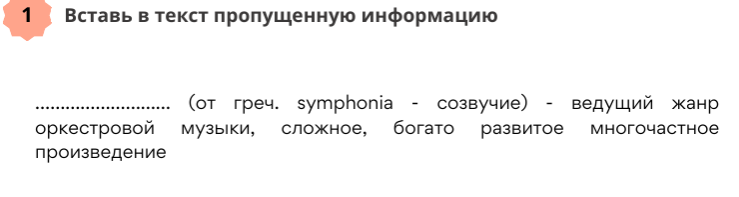 1 Вставь в текст пропущенную информацию
........................... (от греч. symphonia - созвучие) - ведущий жанр
оркестровой музыки, сложное, богато развитое многочастное
произведение